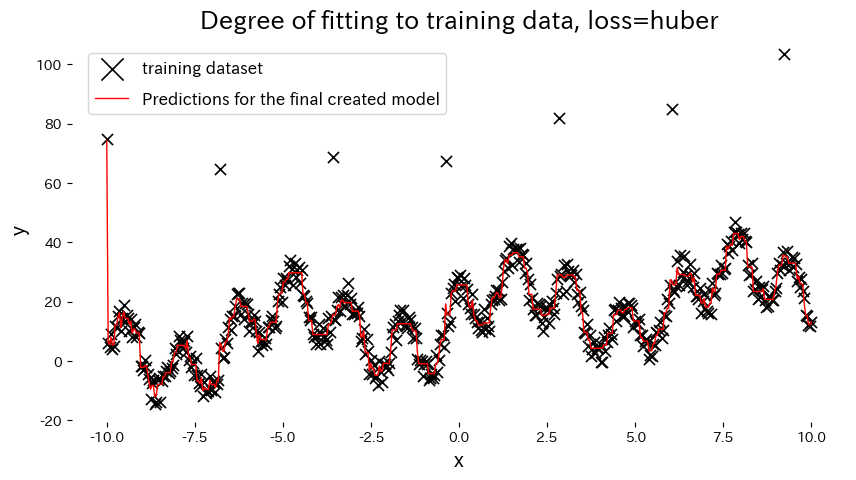 Degree of fitting to training data, loss=huber
training dataset
Predictions for the final created model
100
80
60
40
20
0
-20
y
-10.0 -7.5 -5.0 -2.5 0.0 2.5 5.0 7.5 10.0
x